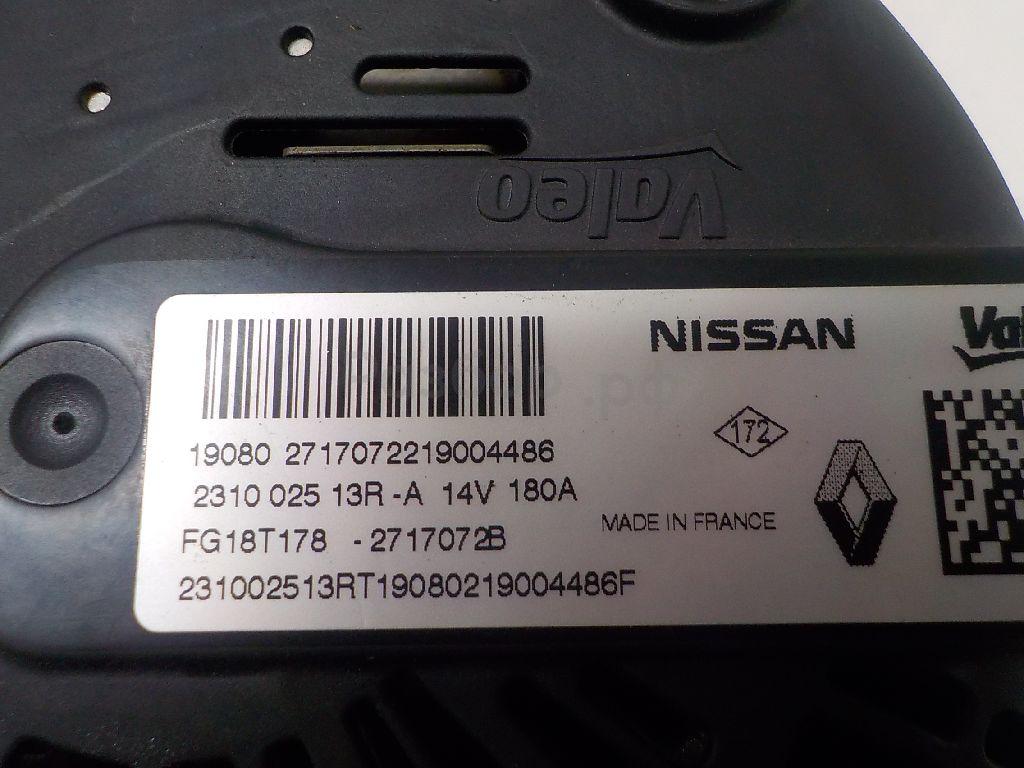 Valeo
NISSAN
Va
172
19080 2717072219004486
2310 025 13R -A 14V 180A
MADE IN FRANCE
FG18T178 - 2717072B
231002513RT19080219004486F